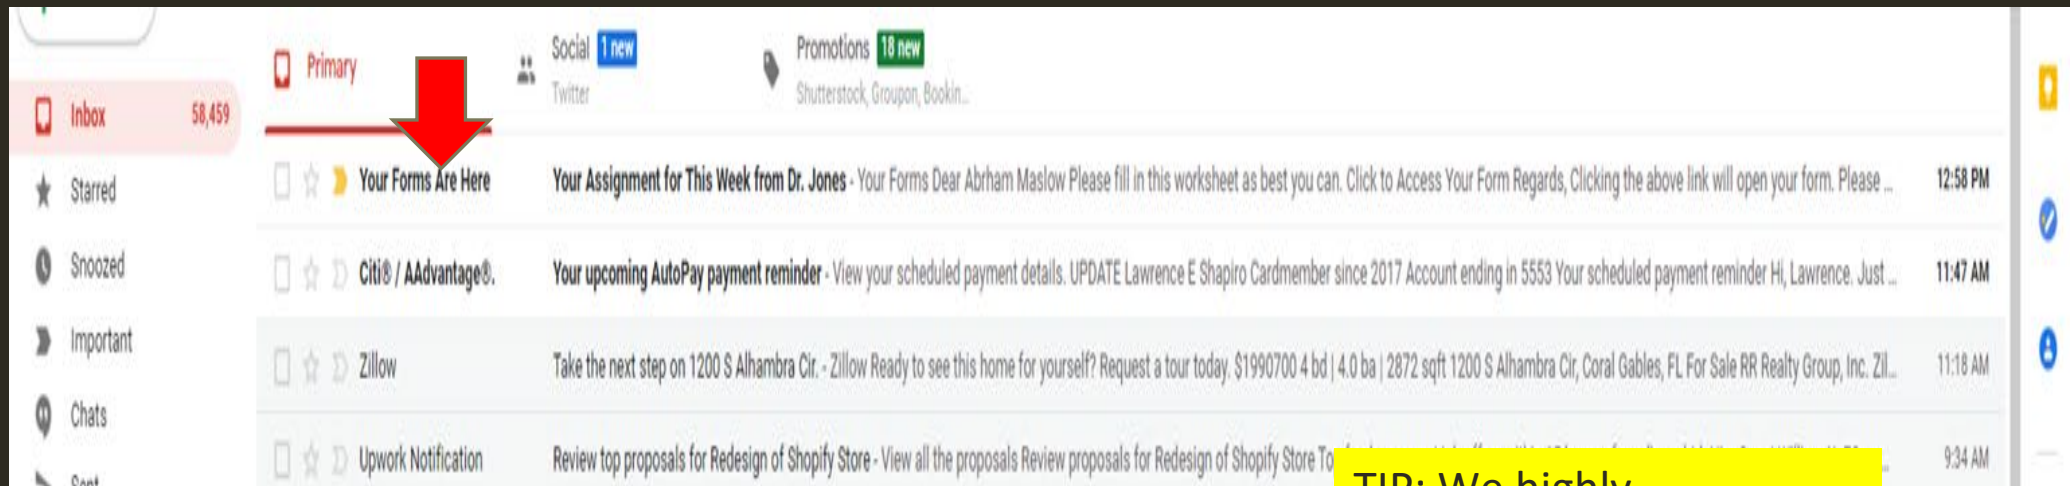 Primary
Social 1 new
Twitter
Promotions 18 new
Shutterstock, Groupon, Bookin...
Inbox 58,459
Starred
Snoozed
Important
Chats
Sent
Your Forms Are Here Your Assignment for This Week from Dr. Jones - Your Forms Dear Abrham Maslow Please fill in this worksheet as best you can. Click to Access Your Form Regards, Clicking the above link will open your form. Please ... 12:58 PM
Citi® / AAdvantage®. Your upcoming AutoPay payment reminder - View your scheduled payment details. UPDATE Lawrence E Shapiro Cardmember since 2017 Account ending in 5553 Your scheduled payment reminder Hi, Lawrence. Just ... 11:47 AM
Zillow Take the next step on 1200 S Alhambra Cir. - Zillow Ready to see this home for yourself? Request a tour today. $1990700 4 bd | 4.0 ba | 2872 sqft 1200 S Alhambra Cir, Coral Gables, FL For Sale RR Realty Group, Inc. Zil... 11:18 AM
Upwork Notification Review top proposals for Redesign of Shopify Store - View all the proposals Review proposals for Redesign of Shopify Store 9:34 AM
TIP: We highly